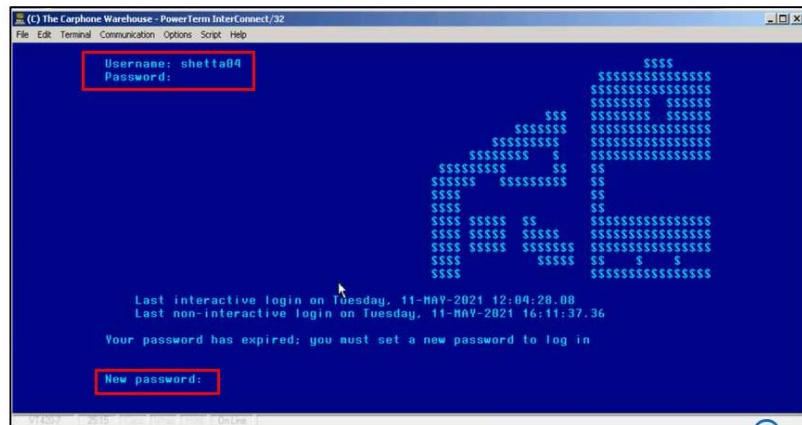 (C) The Carphone Warehouse - PowerTerm InterConnect/32
File Edit Terminal Communication Options Script Help
Username: shetta04
Password:
Last interactive login on Tuesday, 11-MAY-2021 12:04:28.08
Last non-interactive login on Tuesday, 11-MAY-2021 16:11:37.36
Your password has expired; you must set a new password to log in
New password:
OnLine